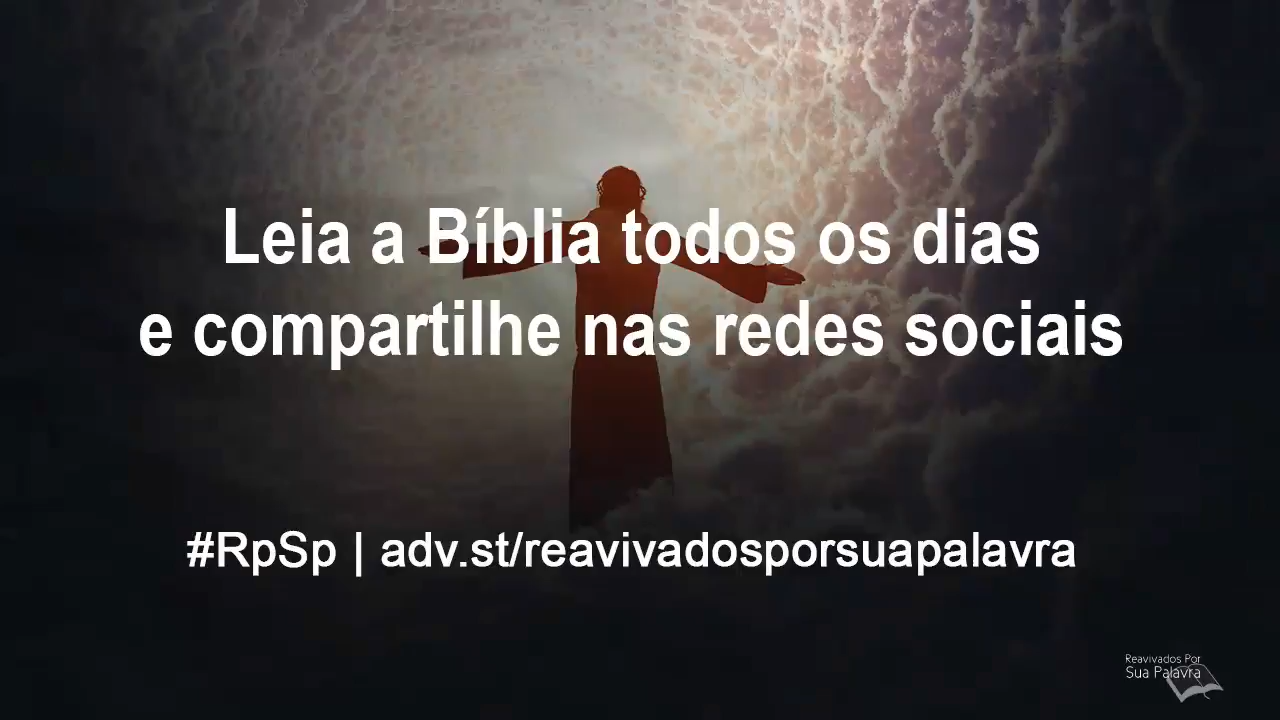 Leia a Bíblia todos os dias
e compartilhe nas redes sociais
#RpSp | adv.st/reavivadosporsuapalavra
Reavivados Por
Sua Palavra